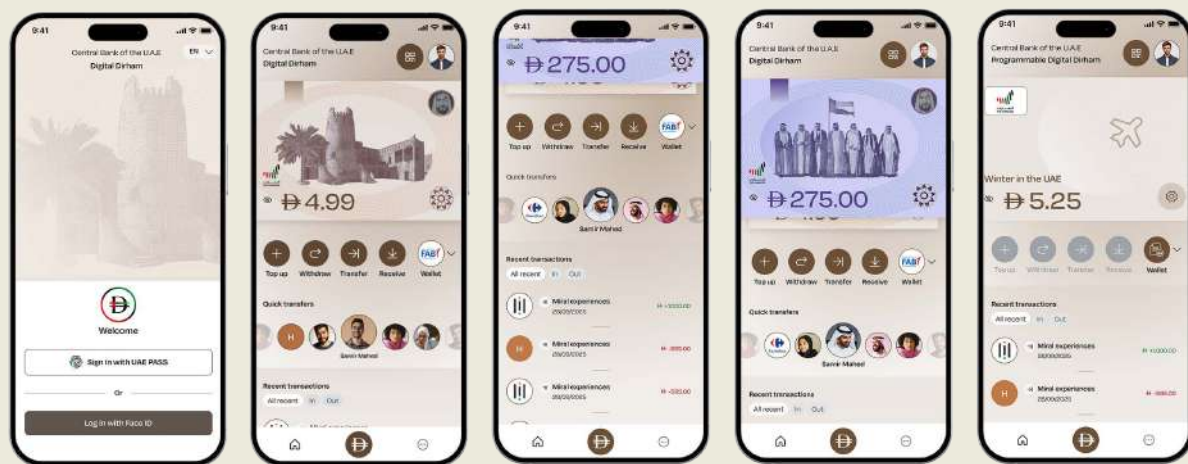 9:41
Central Bank of the U.A.E
Digital Dirham
EN
Welcome
Sign in with UAE PASS
Or
Log in with Face ID
9:41
Central Bank of the U.A.E
Digital Dirham
4.99
Top up Withdraw Transfer Receive Wallet
FAB
Quick transfers
H
Samir Mahed
Recent transactions
All recent In Out
9:41
275.00
Top up Withdraw Transfer Receive Wallet
FAB
Quick transfers
Samir Mahed
Recent transactions
All recent In Out
Miral experiences
H
Miral experiences
Miral experiences
9:41
Central Bank of the U.A.E
Digital Dirham
275.00
Top up Withdraw Transfer Receive Wallet
FAB
Quick transfers
Samir Mahed
Recent transactions
All recent In Out
9:41
Central Bank of the U.A.E
Programmable Digital Dirham
Winter in the UAE
5.25
Top up Withdraw Transfer Receive Wallet
Recent transactions
All recent In Out
Miral experiences
H
Miral experiences